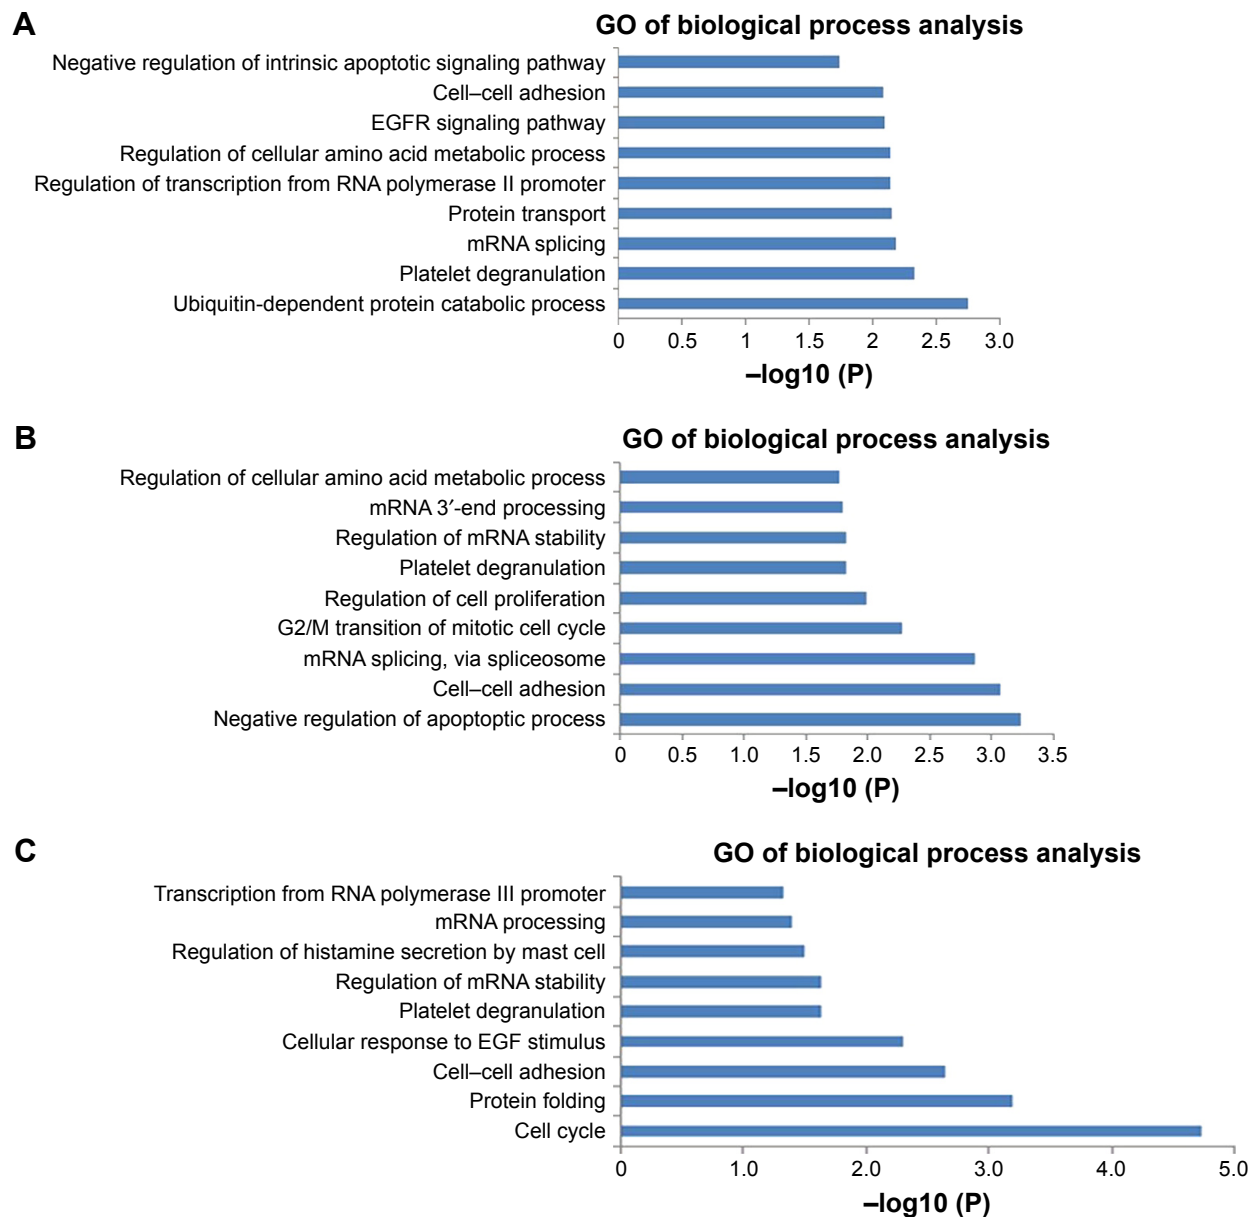 A
GO of biological process analysis
Negative regulation of intrinsic apoptotic signaling pathway
Cell–cell adhesion
EGFR signaling pathway
Regulation of cellular amino acid metabolic process
Regulation of transcription from RNA polymerase II promoter
Protein transport
mRNA splicing
Platelet degranulation
Ubiquitin-dependent protein catabolic process
0 0.5 1 1.5 2 2.5 3.0
–log10 (P)
B
GO of biological process analysis
Regulation of cellular amino acid metabolic process
mRNA 3′-end processing
Regulation of mRNA stability
Platelet degranulation
Regulation of cell proliferation
G2/M transition of mitotic cell cycle
mRNA splicing, via spliceosome
Cell–cell adhesion
Negative regulation of apoptoptic process
0 0.5 1.0 1.5 2.0 2.5 3.0 3.5
–log10 (P)
C
GO of biological process analysis
Transcription from RNA polymerase III promoter
mRNA processing
Regulation of histamine secretion by mast cell
Regulation of mRNA stability
Platelet degranulation
Cellular response to EGF stimulus
Cell–cell adhesion
Protein folding
Cell cycle
0 1.0 2.0 3.0 4.0 5.0
–log10 (P)